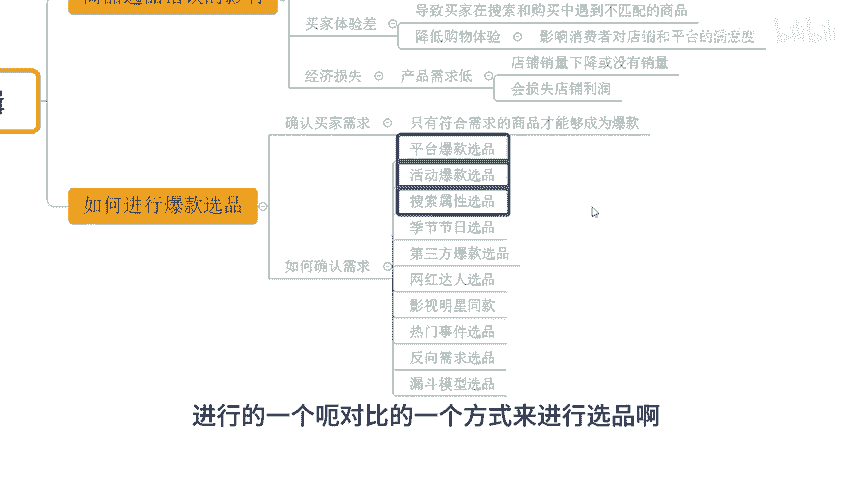 买家体验差
导致买家在搜索和购买中遇到不匹配的商品
降低购物体验
影响消费者对店铺和平台的满意度
经济损失
产品需求低
店铺销量下降或没有销量
会损失店铺利润
如何进行爆款选品
确认买家需求
只有符合需求的商品才能够成为爆款
如何确认需求
平台爆款选品
活动爆款选品
搜索属性选品
季节节日选品
第三方爆款选品
网红达人选品
影视明星同款
热门事件选品
反向需求选品
漏斗模型选品
进行的一个呃对比的一个方式来进行选品啊